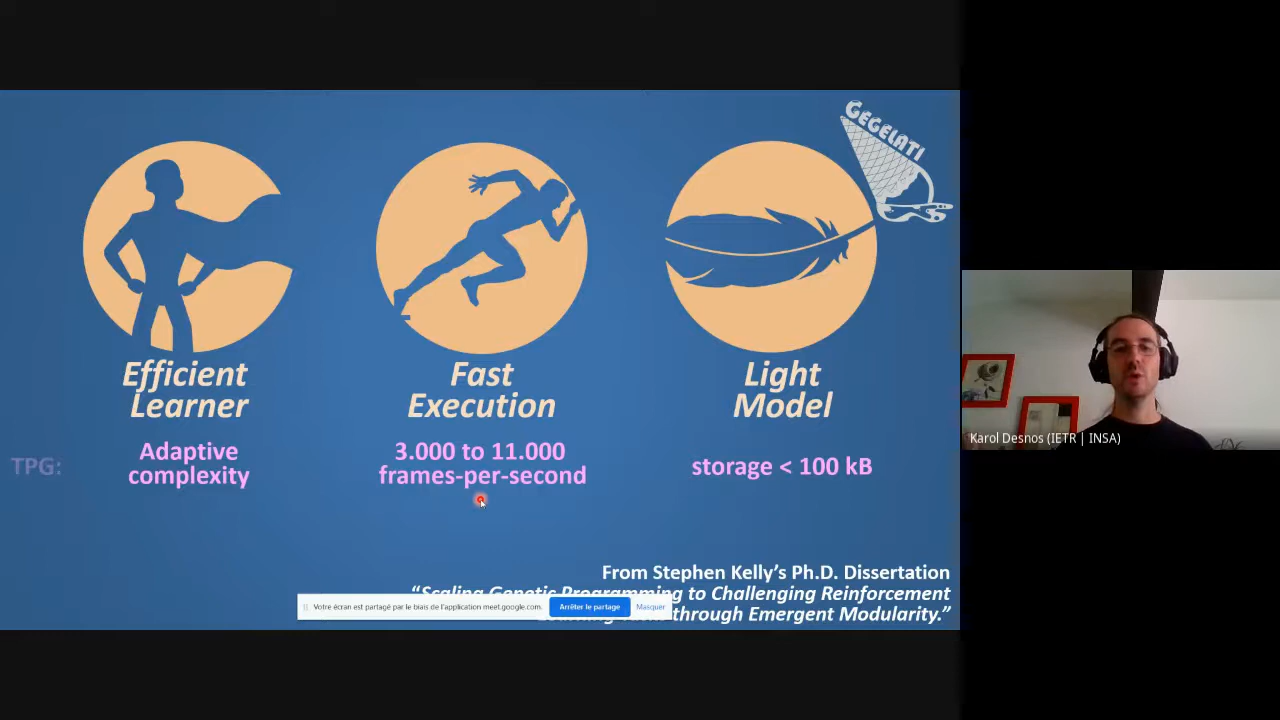 GEGELATI
Efficient
Learner
Fast
Execution
Light
Model
TPG:
Adaptive
complexity
3.000 to 11.000
frames-per-second
storage < 100 kB
From Stephen Kelly's Ph.D. Dissertation
“Scaling Genetic Programming to Challenging Reinforcement
through Emergent Modularity.”
Votre écran est partagé par le biais de l'application meet.google.com.
Arrêter le partage
Masquer
Karol Desnos (IETR | INSA)